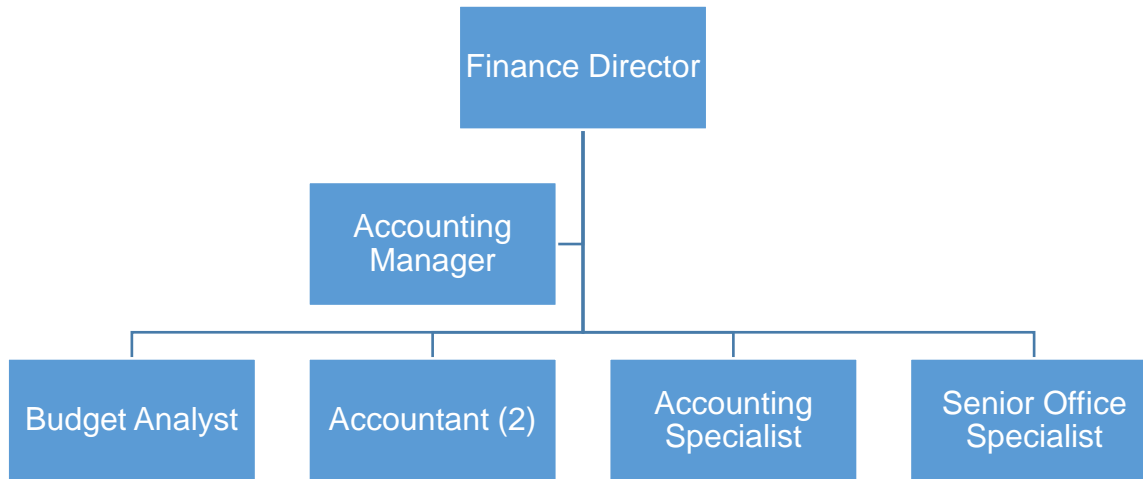 Finance Director
Accounting
Manager
Budget Analyst
Accountant (2)
Accounting
Specialist
Senior Office
Specialist